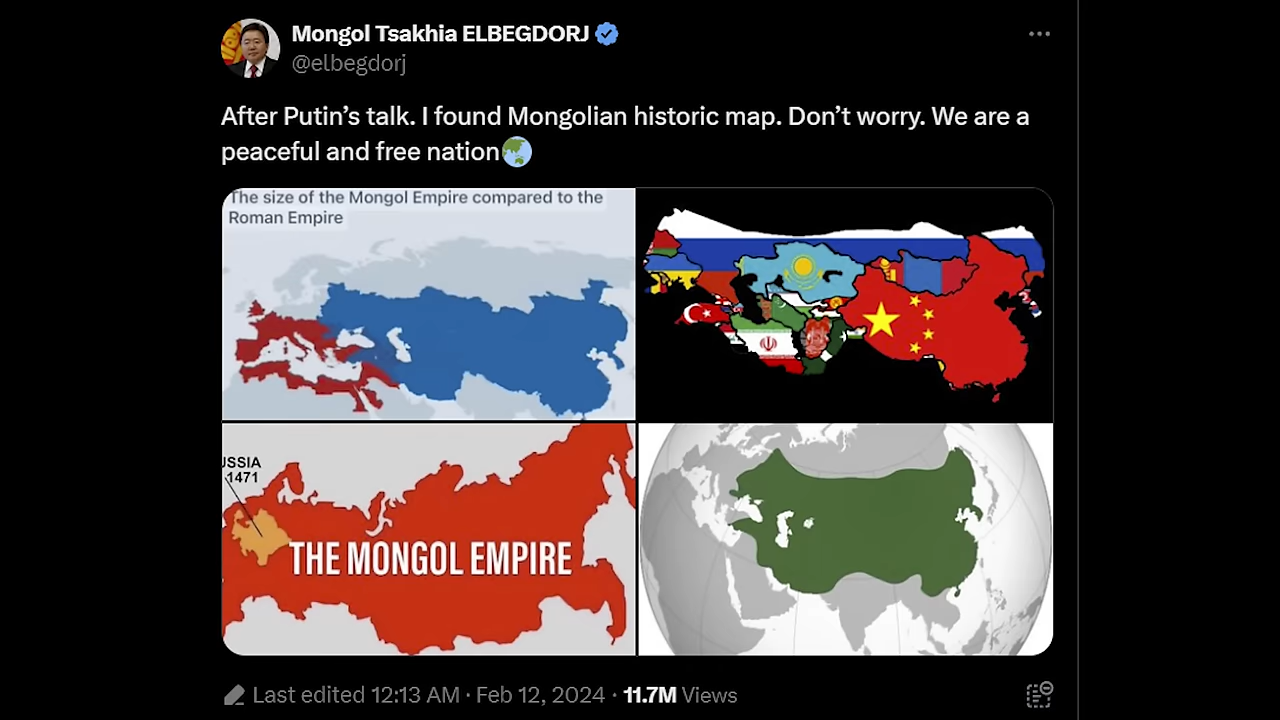 Mongol Tsakhia ELBEGDORJ
@elbegdorj
After Putin's talk. I found Mongolian historic map. Don't worry. We are a
peaceful and free nation
The size of the Mongol Empire compared to the
Roman Empire
USSIA
1471
THE MONGOL EMPIRE
Last edited 12:13 AM · Feb 12, 2024 · 11.7M Views